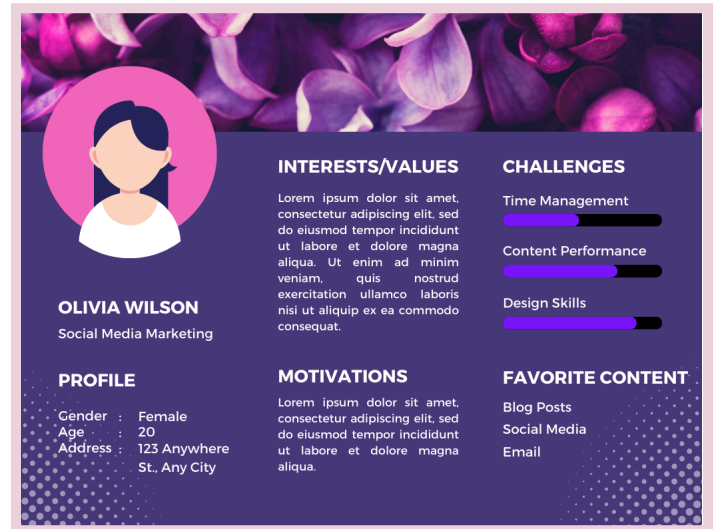 OLIVIA WILSON
Social Media Marketing
PROFILE
Gender : Female
Age : 20
Address : 123 Anywhere
St., Any City
INTERESTS/VALUES
Lorem ipsum dolor sit amet,
consectetur adipiscing elit, sed
do eiusmod tempor incididunt
ut labore et dolore magna
aliqua. Ut enim ad minim
veniam, quis nostrud
exercitation ullamco laboris
nisi ut aliquip ex ea commodo
consequat.
MOTIVATIONS
Lorem ipsum dolor sit amet,
consectetur adipiscing elit, sed
do eiusmod tempor incididunt
ut labore et dolore magna
aliqua.
CHALLENGES
Time Management
Content Performance
Design Skills
FAVORITE CONTENT
Blog Posts
Social Media
Email